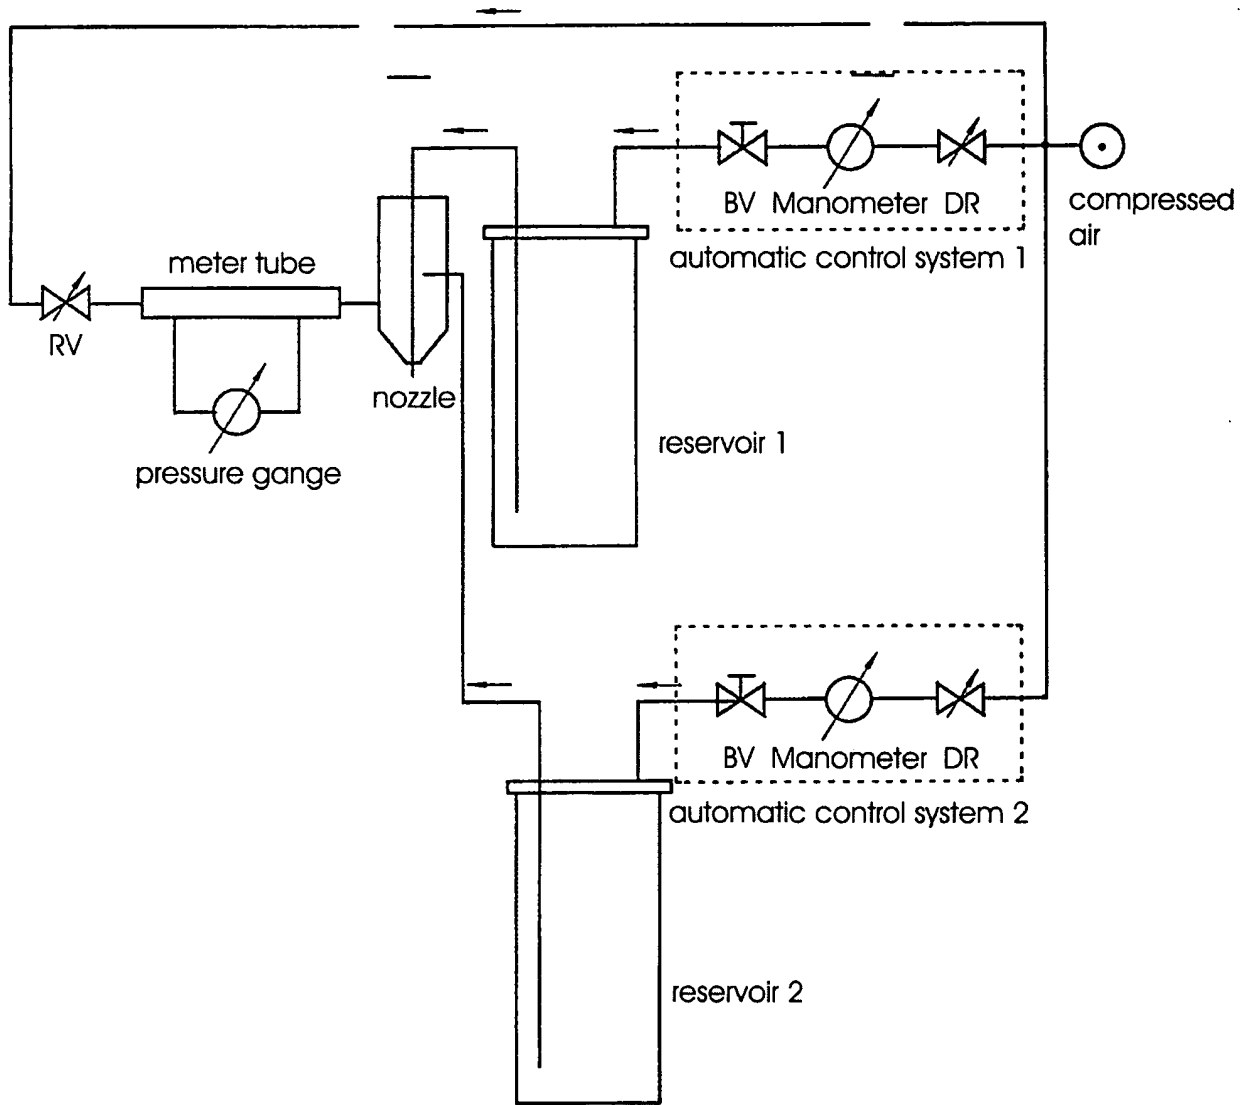 BV Manometer DR
compressed
air
automatic control system 1
meter tube
RV
nozzle
pressure gange
reservoir 1
BV Manometer DR
automatic control system 2
reservoir 2